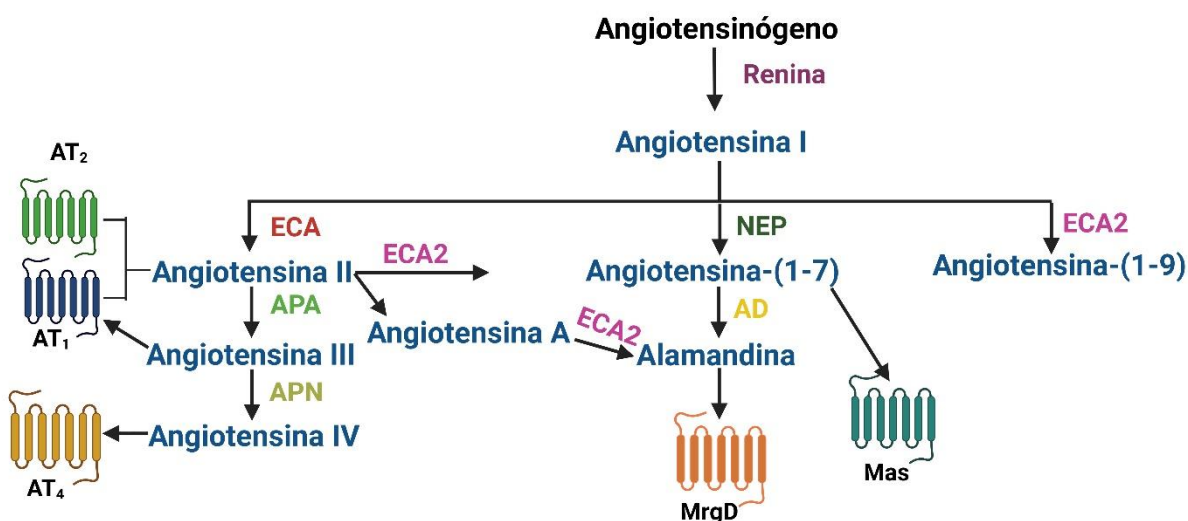 Angiotensinógeno
Renina
Angiotensina I
AT₂
ECA
NEP
ECA2
Angiotensina II
ECA2
Angiotensina-(1-7)
Angiotensina-(1-9)
APA
AD
AT₁
Angiotensina A
ECA2
Angiotensina III
Alamandina
APN
Angiotensina IV
AT₄
Mas
MrgD